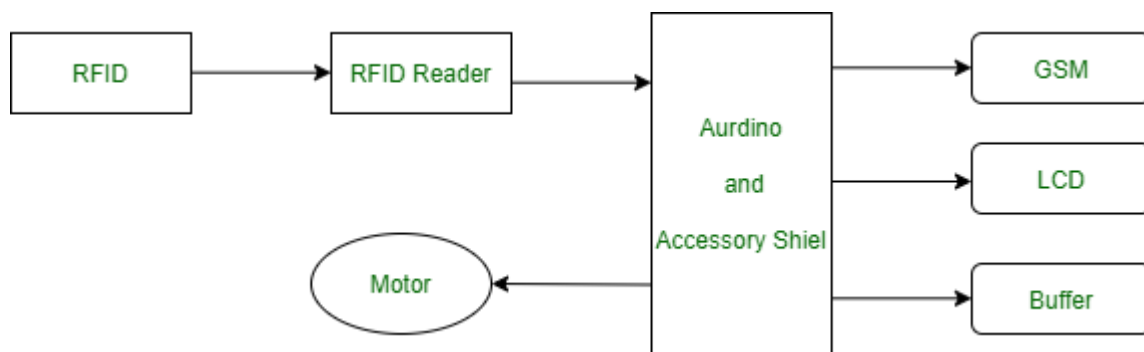 RFID
RFID Reader
Aurdino
and
Accessory Shiel
GSM
LCD
Buffer
Motor